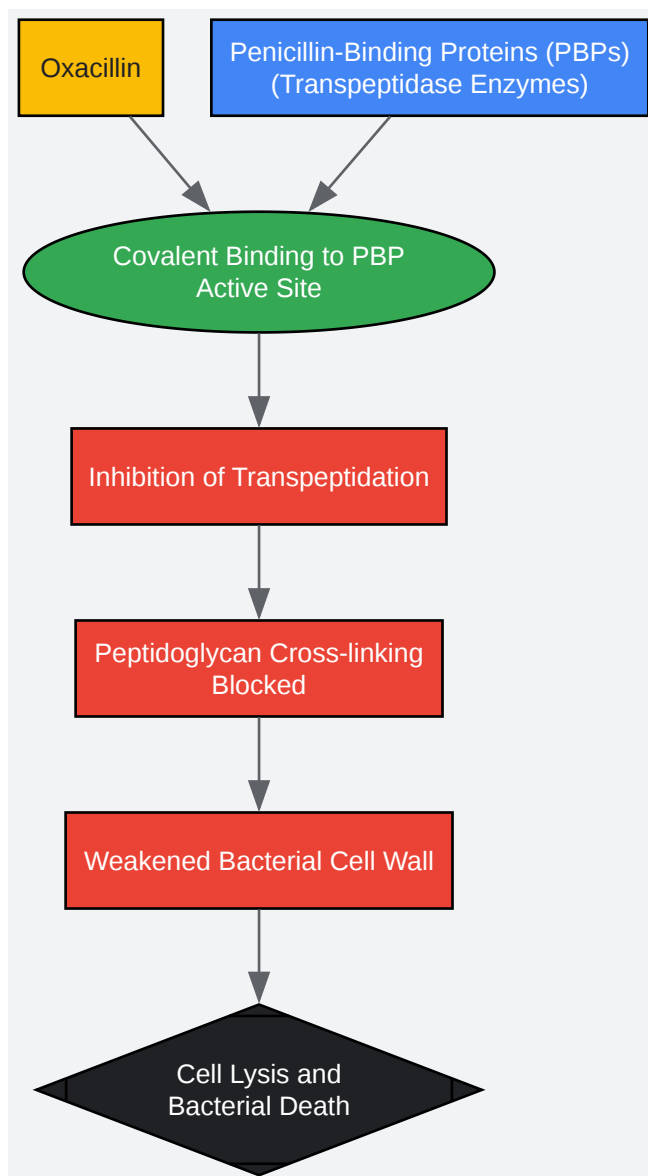 Oxacillin
Penicillin-Binding Proteins (PBPs)
(Transpeptidase Enzymes)
Covalent Binding to PBP
Active Site
Inhibition of Transpeptidation
Peptidoglycan Cross-linking
Blocked
Weakened Bacterial Cell Wall
Cell Lysis and
Bacterial Death